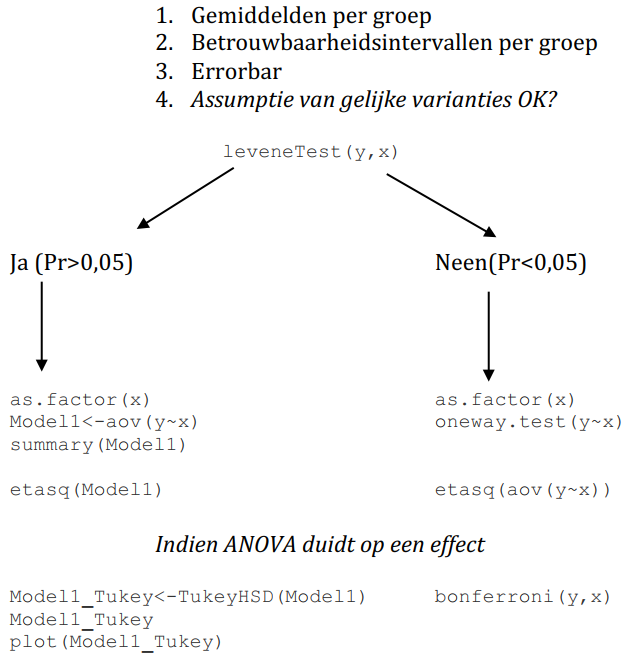 1. Gemiddelden per groep
2. Betrouwbaarheidsintervallen per groep
3. Errorbar
4. Assumptie van gelijke varianties OK?
leveneTest(y,x)
Ja (Pr>0,05)
Neen(Pr<0,05)
as.factor(x)
Model1<-aov(y~x)
summary(Model1)
etasq(Model1)
as.factor(x)
oneway.test(y~x)
etasq(aov(y~x))
Indien ANOVA duidt op een effect
Model1_Tukey<-TukeyHSD(Model1)
Model1_Tukey
plot(Model1_Tukey)
bonferroni(y,x)